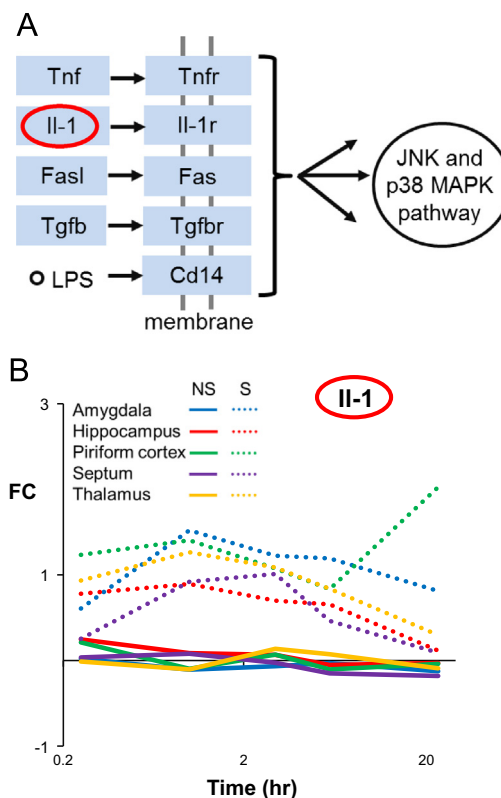 A
Tnf Tnfr
Il-1 Il-1r
Fasl Fas
Tgfb Tgfbr
LPS Cd14
membrane
JNK and
p38 MAPK
pathway
B
NS S
Amygdala
Hippocampus
Piriform cortex
Septum
Thalamus
Il-1
FC
3
1
-1
0.2 2 20
Time (hr)